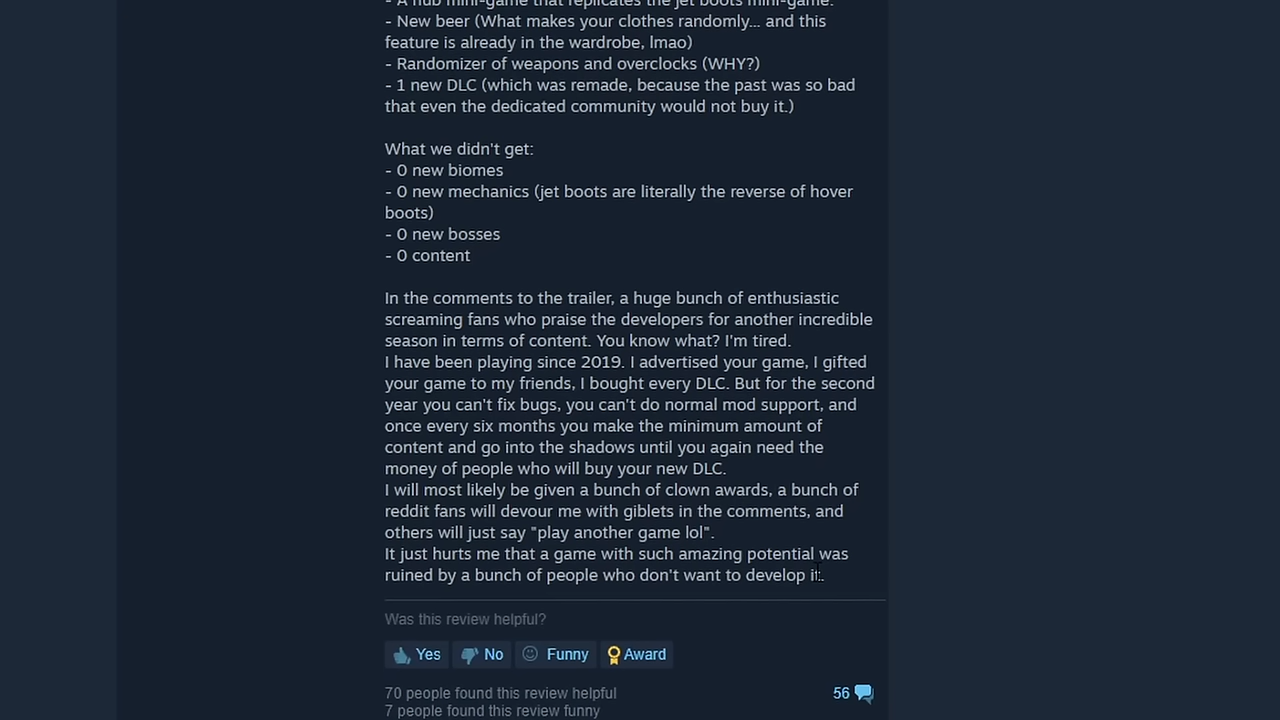 - A hub mini-game that replicates the jet boots mini-game.
- New beer (What makes your clothes randomly... and this
feature is already in the wardrobe, lmao)
- Randomizer of weapons and overclocks (WHY?)
- 1 new DLC (which was remade, because the past was so bad
that even the dedicated community would not buy it.)
What we didn't get:
- 0 new biomes
- 0 new mechanics (jet boots are literally the reverse of hover
boots)
- 0 new bosses
- 0 content
In the comments to the trailer, a huge bunch of enthusiastic
screaming fans who praise the developers for another incredible
season in terms of content. You know what? I'm tired.
I have been playing since 2019. I advertised your game, I gifted
your game to my friends, I bought every DLC. But for the second
year you can't fix bugs, you can't do normal mod support, and
once every six months you make the minimum amount of
content and go into the shadows until you again need the
money of people who will buy your new DLC.
I will most likely be given a bunch of clown awards, a bunch of
reddit fans will devour me with giblets in the comments, and
others will just say "play another game lol".
It just hurts me that a game with such amazing potential was
ruined by a bunch of people who don't want to develop it.
Was this review helpful?
Yes No Funny Award
70 people found this review helpful 56
7 people found this review funny